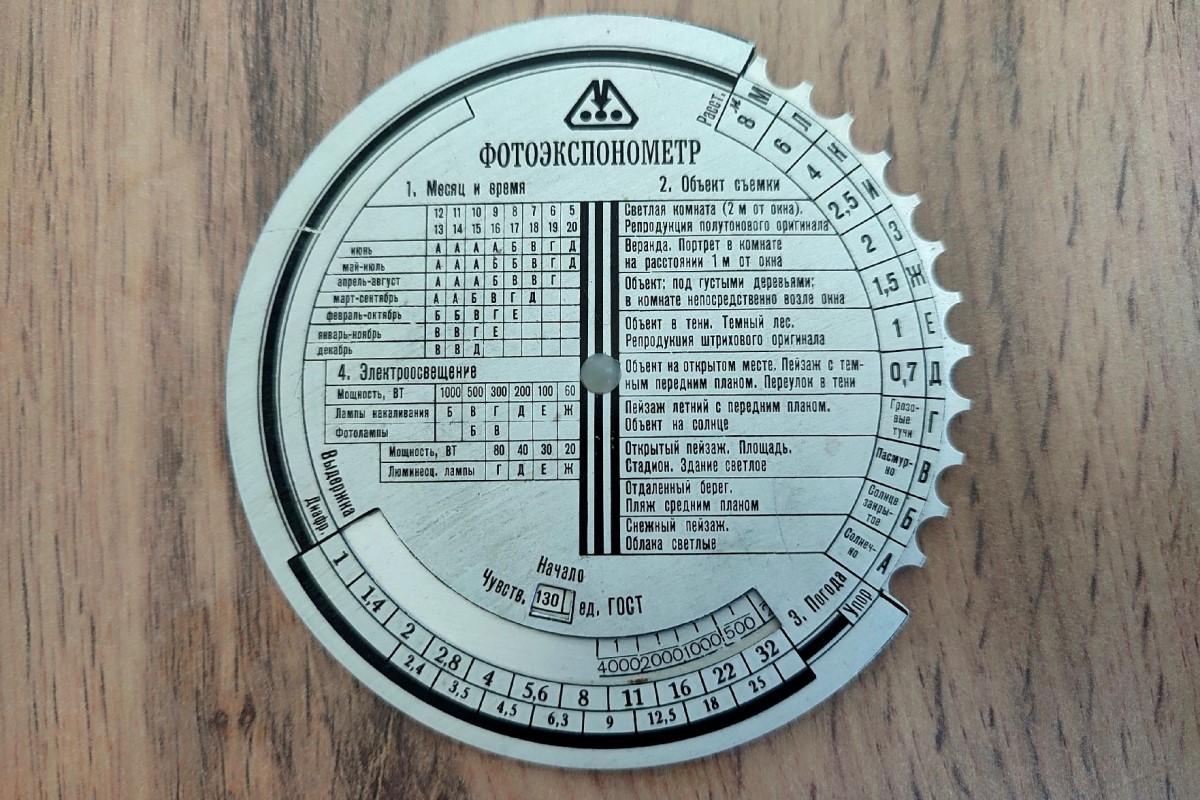 ФОТОЭКСПОНОМЕТР
1. Месяц и время
12 11 10 9 8 7 6 5
13 14 15 16 17 18 19 20
июнь А А А А Б В Г Д
май-июль А А А Б Б В Г Д
апрель-август А А А Б В В Г
март-сентябрь А А Б В Г Д
февраль-октябрь Б Б В Г Е
январь-ноябрь В В Г Е
декабрь В В Д
4. Электроосвещение
Мощность, ВТ 1000 500 300 200 100 60
Лампы накаливания Б В Г Д Е Ж
Фотолампы Б В
Мощность, ВТ 80 40 30 20
Люминесц. лампы Г Д Е Ж
2. Объект съемки
Светлая комната (2 м от окна).
Репродукция полутонового оригинала
Веранда. Портрет в комнате
на расстоянии 1 м от окна
Объект: под густыми деревьями;
в комнате непосредственно возле окна
Объект в тени. Темный лес.
Репродукция штрихового оригинала
Объект на открытом месте. Пейзаж с тем-
ным передним планом. Переулок в тени
Пейзаж летний с передним планом.
Объект на солнце
Открытый пейзаж. Площадь.
Стадион. Здание светлое
Отдаленный берег.
Пляж средним планом
Снежный пейзаж.
Облака светлые
Расст. м
8 6 4 2,5 2 1,5 1 0,7
Грозо-
вые
тучи
Пасмур-
но
Солнце
закры-
тое
Солнеч-
но
М Л К И З Ж Е Д Г В Б А
3. Погода
Упор
Начало
Чувств. 130 ед. ГОСТ
Выдержка
4000 2000 1000 500
Диафр.
1 1.4 2 2,8 4 5,6 8 11 16 22 32
2,4 3,5 4,5 6,3 9 12,5 18 25